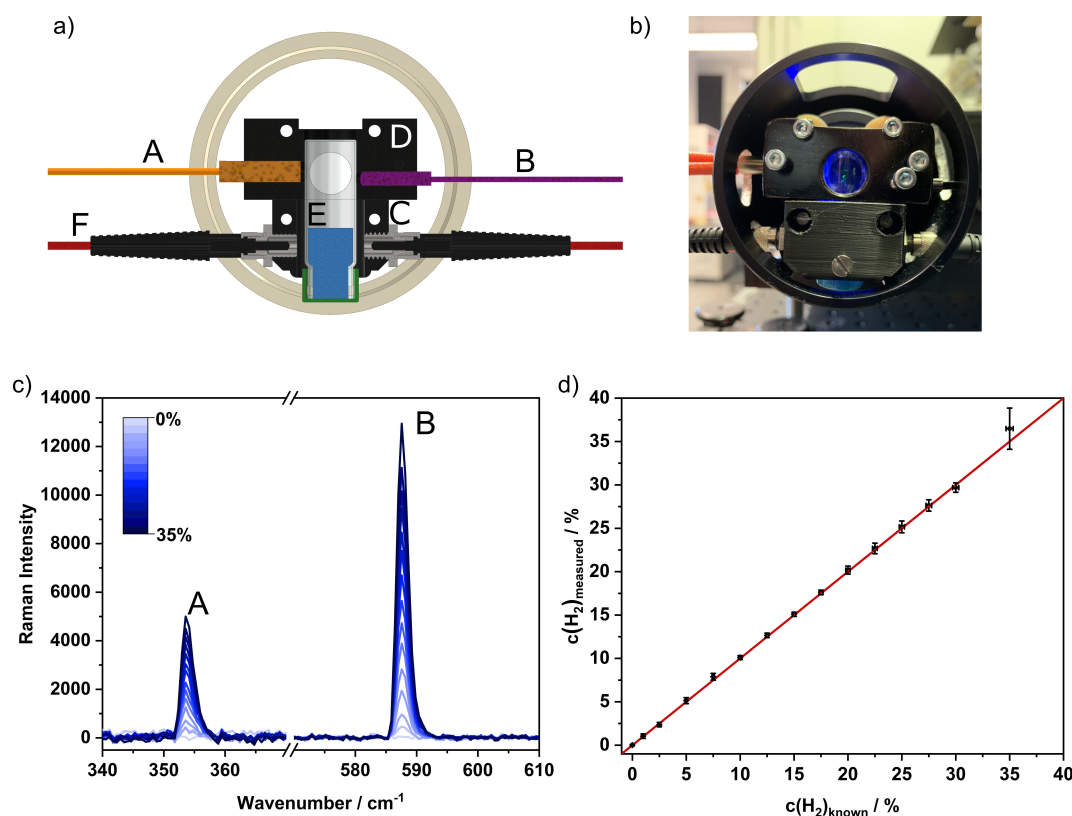 a)
b)
A
D
B
C
E
F
c)
d)
14000
12000
10000
8000
6000
4000
2000
0
Raman Intensity
0%
35%
A
B
340
350
360
580
590
600
610
Wavenumber / cm⁻¹
40
35
30
25
20
15
10
5
0
c(H₂)measured / %
0
5
10
15
20
25
30
35
40
c(H₂)known / %